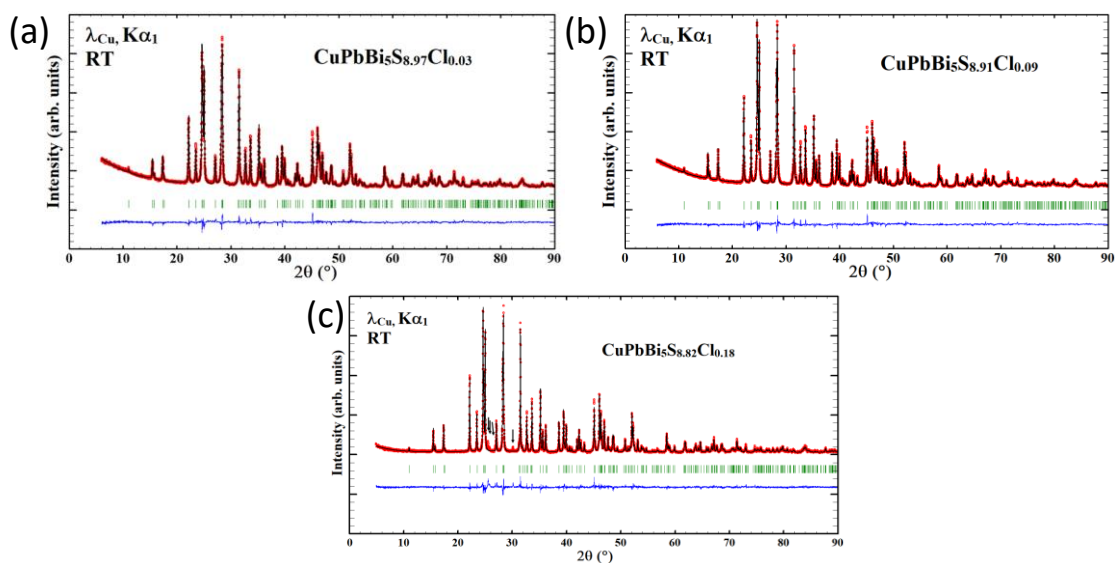 (a)
λCu, Kα1
RT
CuPbBi5S8.97Cl0.03
Intensity (arb. units)
0 10 20 30 40 50 60 70 80 90
2θ (°)
(b)
λCu, Kα1
RT
CuPbBi5S8.91Cl0.09
Intensity (arb. units)
0 10 20 30 40 50 60 70 80 90
2θ (°)
(c)
λCu, Kα1
RT
CuPbBi5S8.82Cl0.18
Intensity (arb. units)
0 10 20 30 40 50 60 70 80 90
2θ (°)